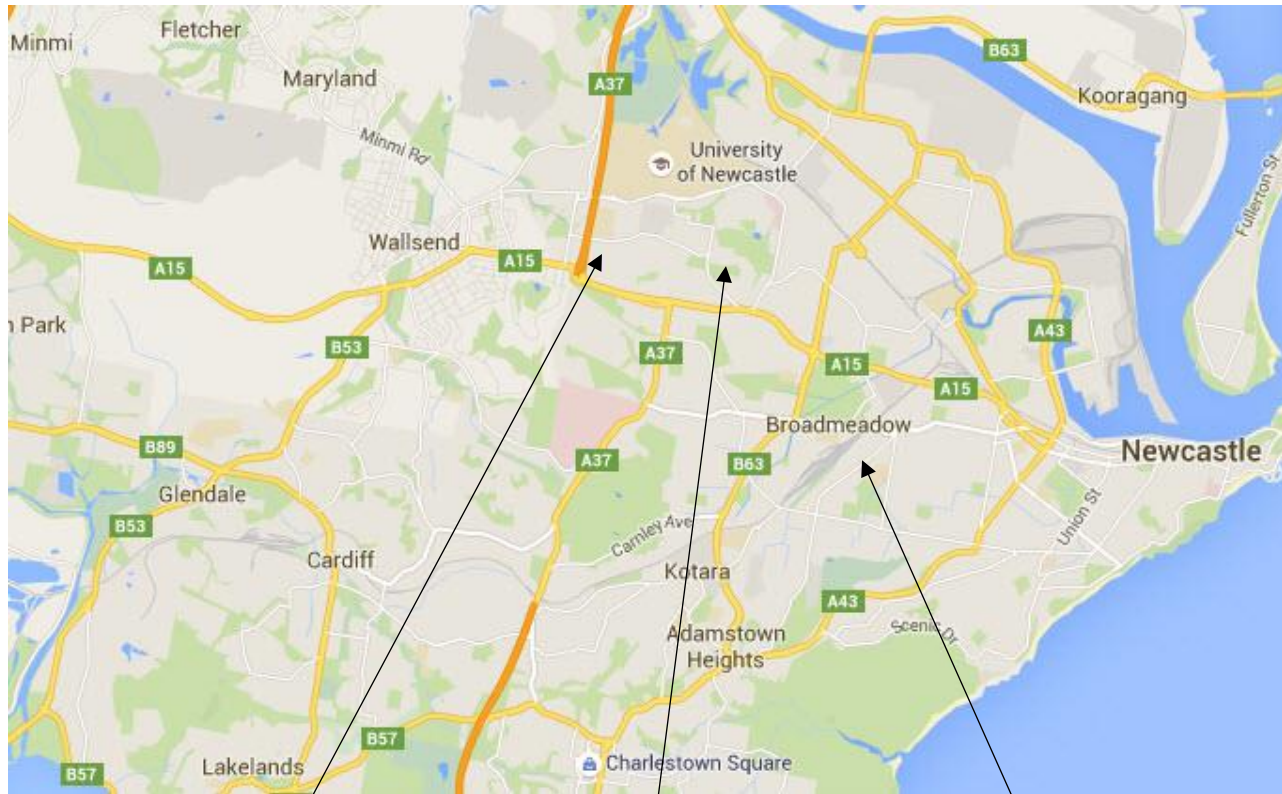 Minmi
Fletcher
Maryland
A37
B63
Kooragang
Minmi Rd
University
of Newcastle
Fullerton St
Wallsend
A15
A15
n Park
B53
A37
A15
A43
A15
Broadmeadow
B89
Glendale
A37
B63
Newcastle
B53
Carnley Ave
Union St
Cardiff
Kotara
A43
Scenic Dr
Adamstown
Heights
B57
B57
Lakelands
Charlestown Square